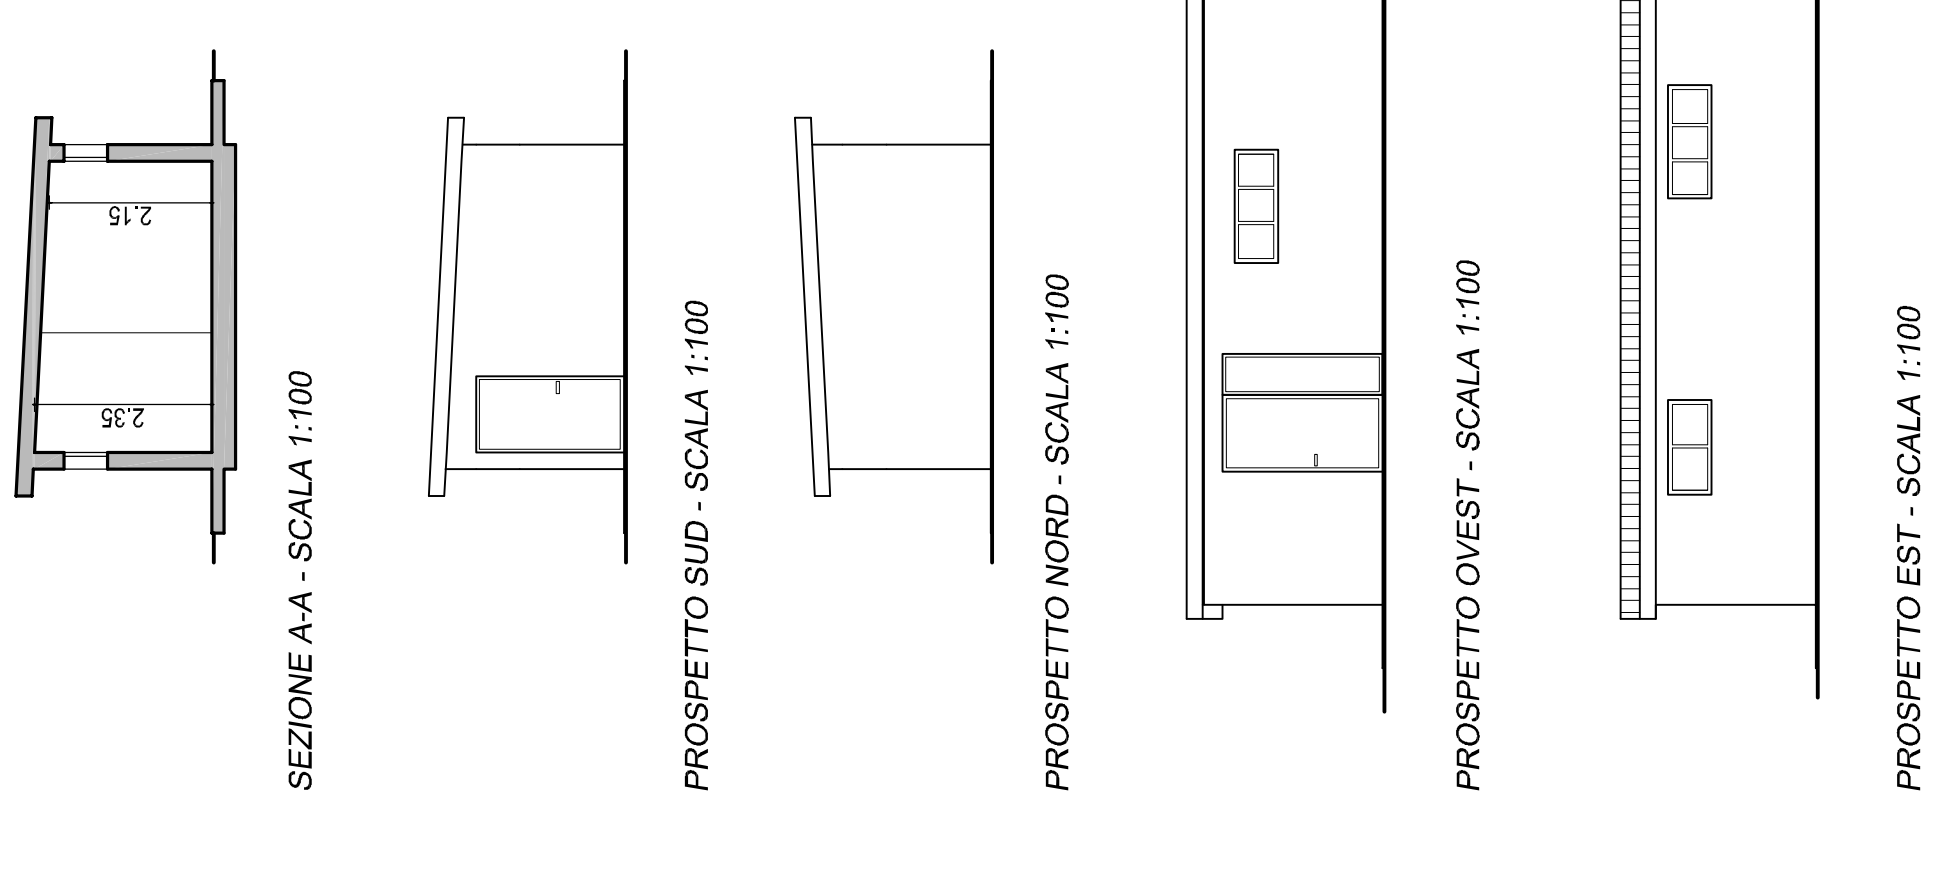 2.15
2.35
SEZIONE A-A - SCALA 1:100
PROSPETTO SUD - SCALA 1:100
PROSPETTO NORD - SCALA 1:100
PROSPETTO OVEST - SCALA 1:100
PROSPETTO EST - SCALA 1:100